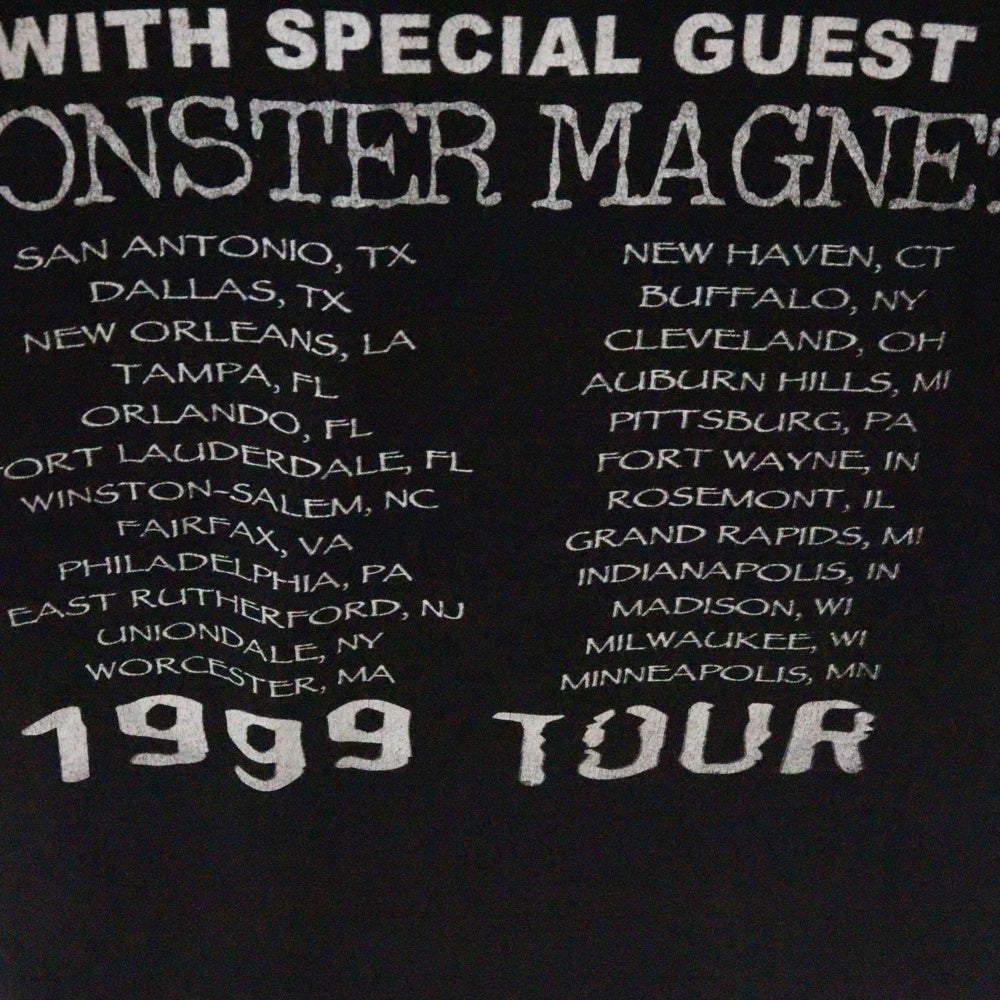 WITH SPECIAL GUEST
ONSTER MAGNET
SAN ANTONIO, TX
DALLAS, TX
NEW ORLEANS, LA
TAMPA, FL
ORLANDO, FL
FORT LAUDERDALE, FL
WINSTON-SALEM, NC
FAIRFAX, VA
PHILADELPHIA, PA
EAST RUTHERFORD, NJ
UNIONDALE, NY
WORCESTER, MA
NEW HAVEN, CT
BUFFALO, NY
CLEVELAND, OH
AUBURN HILLS, MI
PITTSBURG, PA
FORT WAYNE, IN
ROSEMONT, IL
GRAND RAPIDS, MI
INDIANAPOLIS, IN
MADISON, WI
MILWAUKEE, WI
MINNEAPOLIS, MN
1999 TOUR